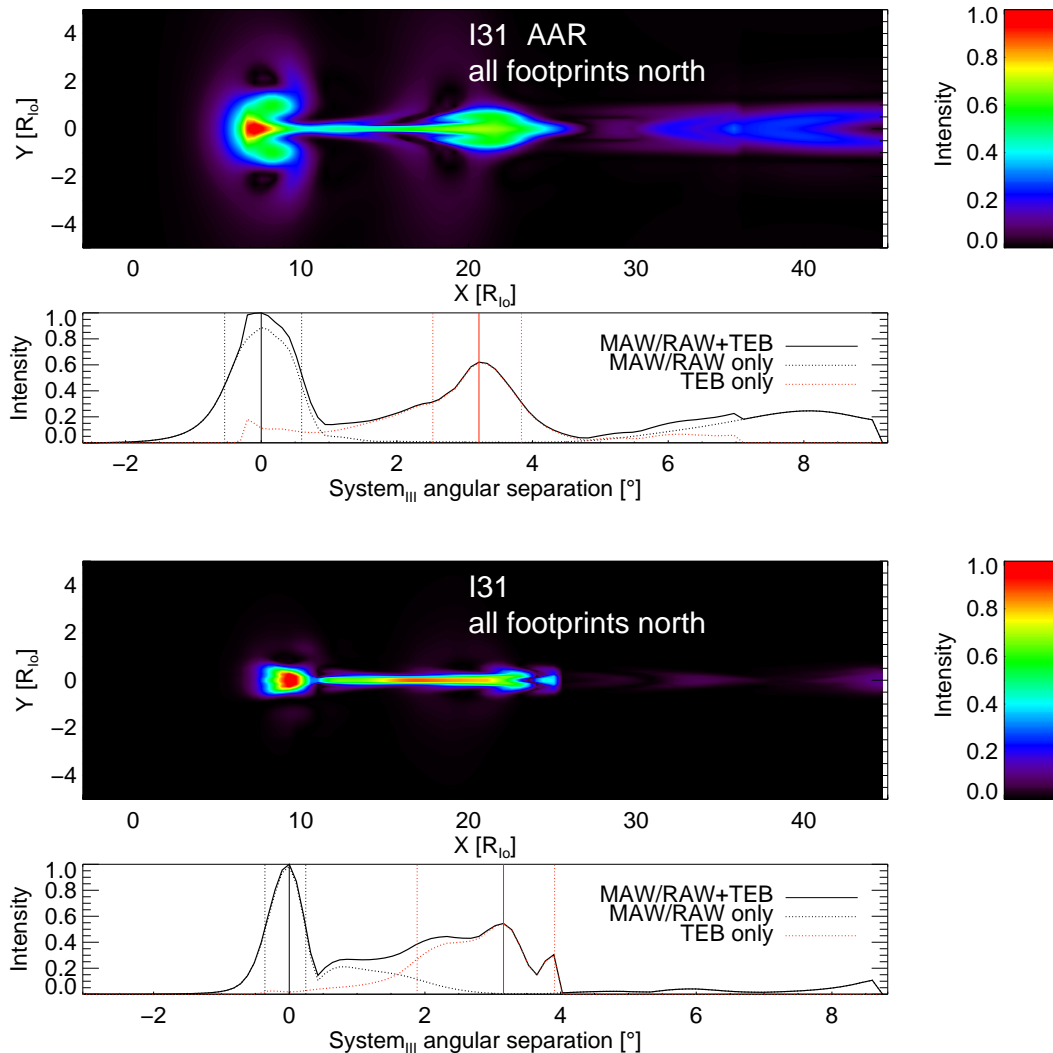 I31 AAR
all footprints north
Y [R_Io]
4
2
0
−2
−4
0 10 20 30 40
X [R_Io]
Intensity
1.0
0.8
0.6
0.4
0.2
0.0
Intensity
1.0
0.8
0.6
0.4
0.2
0.0
MAW/RAW+TEB
MAW/RAW only
TEB only
−2 0 2 4 6 8
System_III angular separation [°]
I31
all footprints north
Y [R_Io]
4
2
0
−2
−4
0 10 20 30 40
X [R_Io]
Intensity
1.0
0.8
0.6
0.4
0.2
0.0
Intensity
1.0
0.8
0.6
0.4
0.2
0.0
MAW/RAW+TEB
MAW/RAW only
TEB only
−2 0 2 4 6 8
System_III angular separation [°]